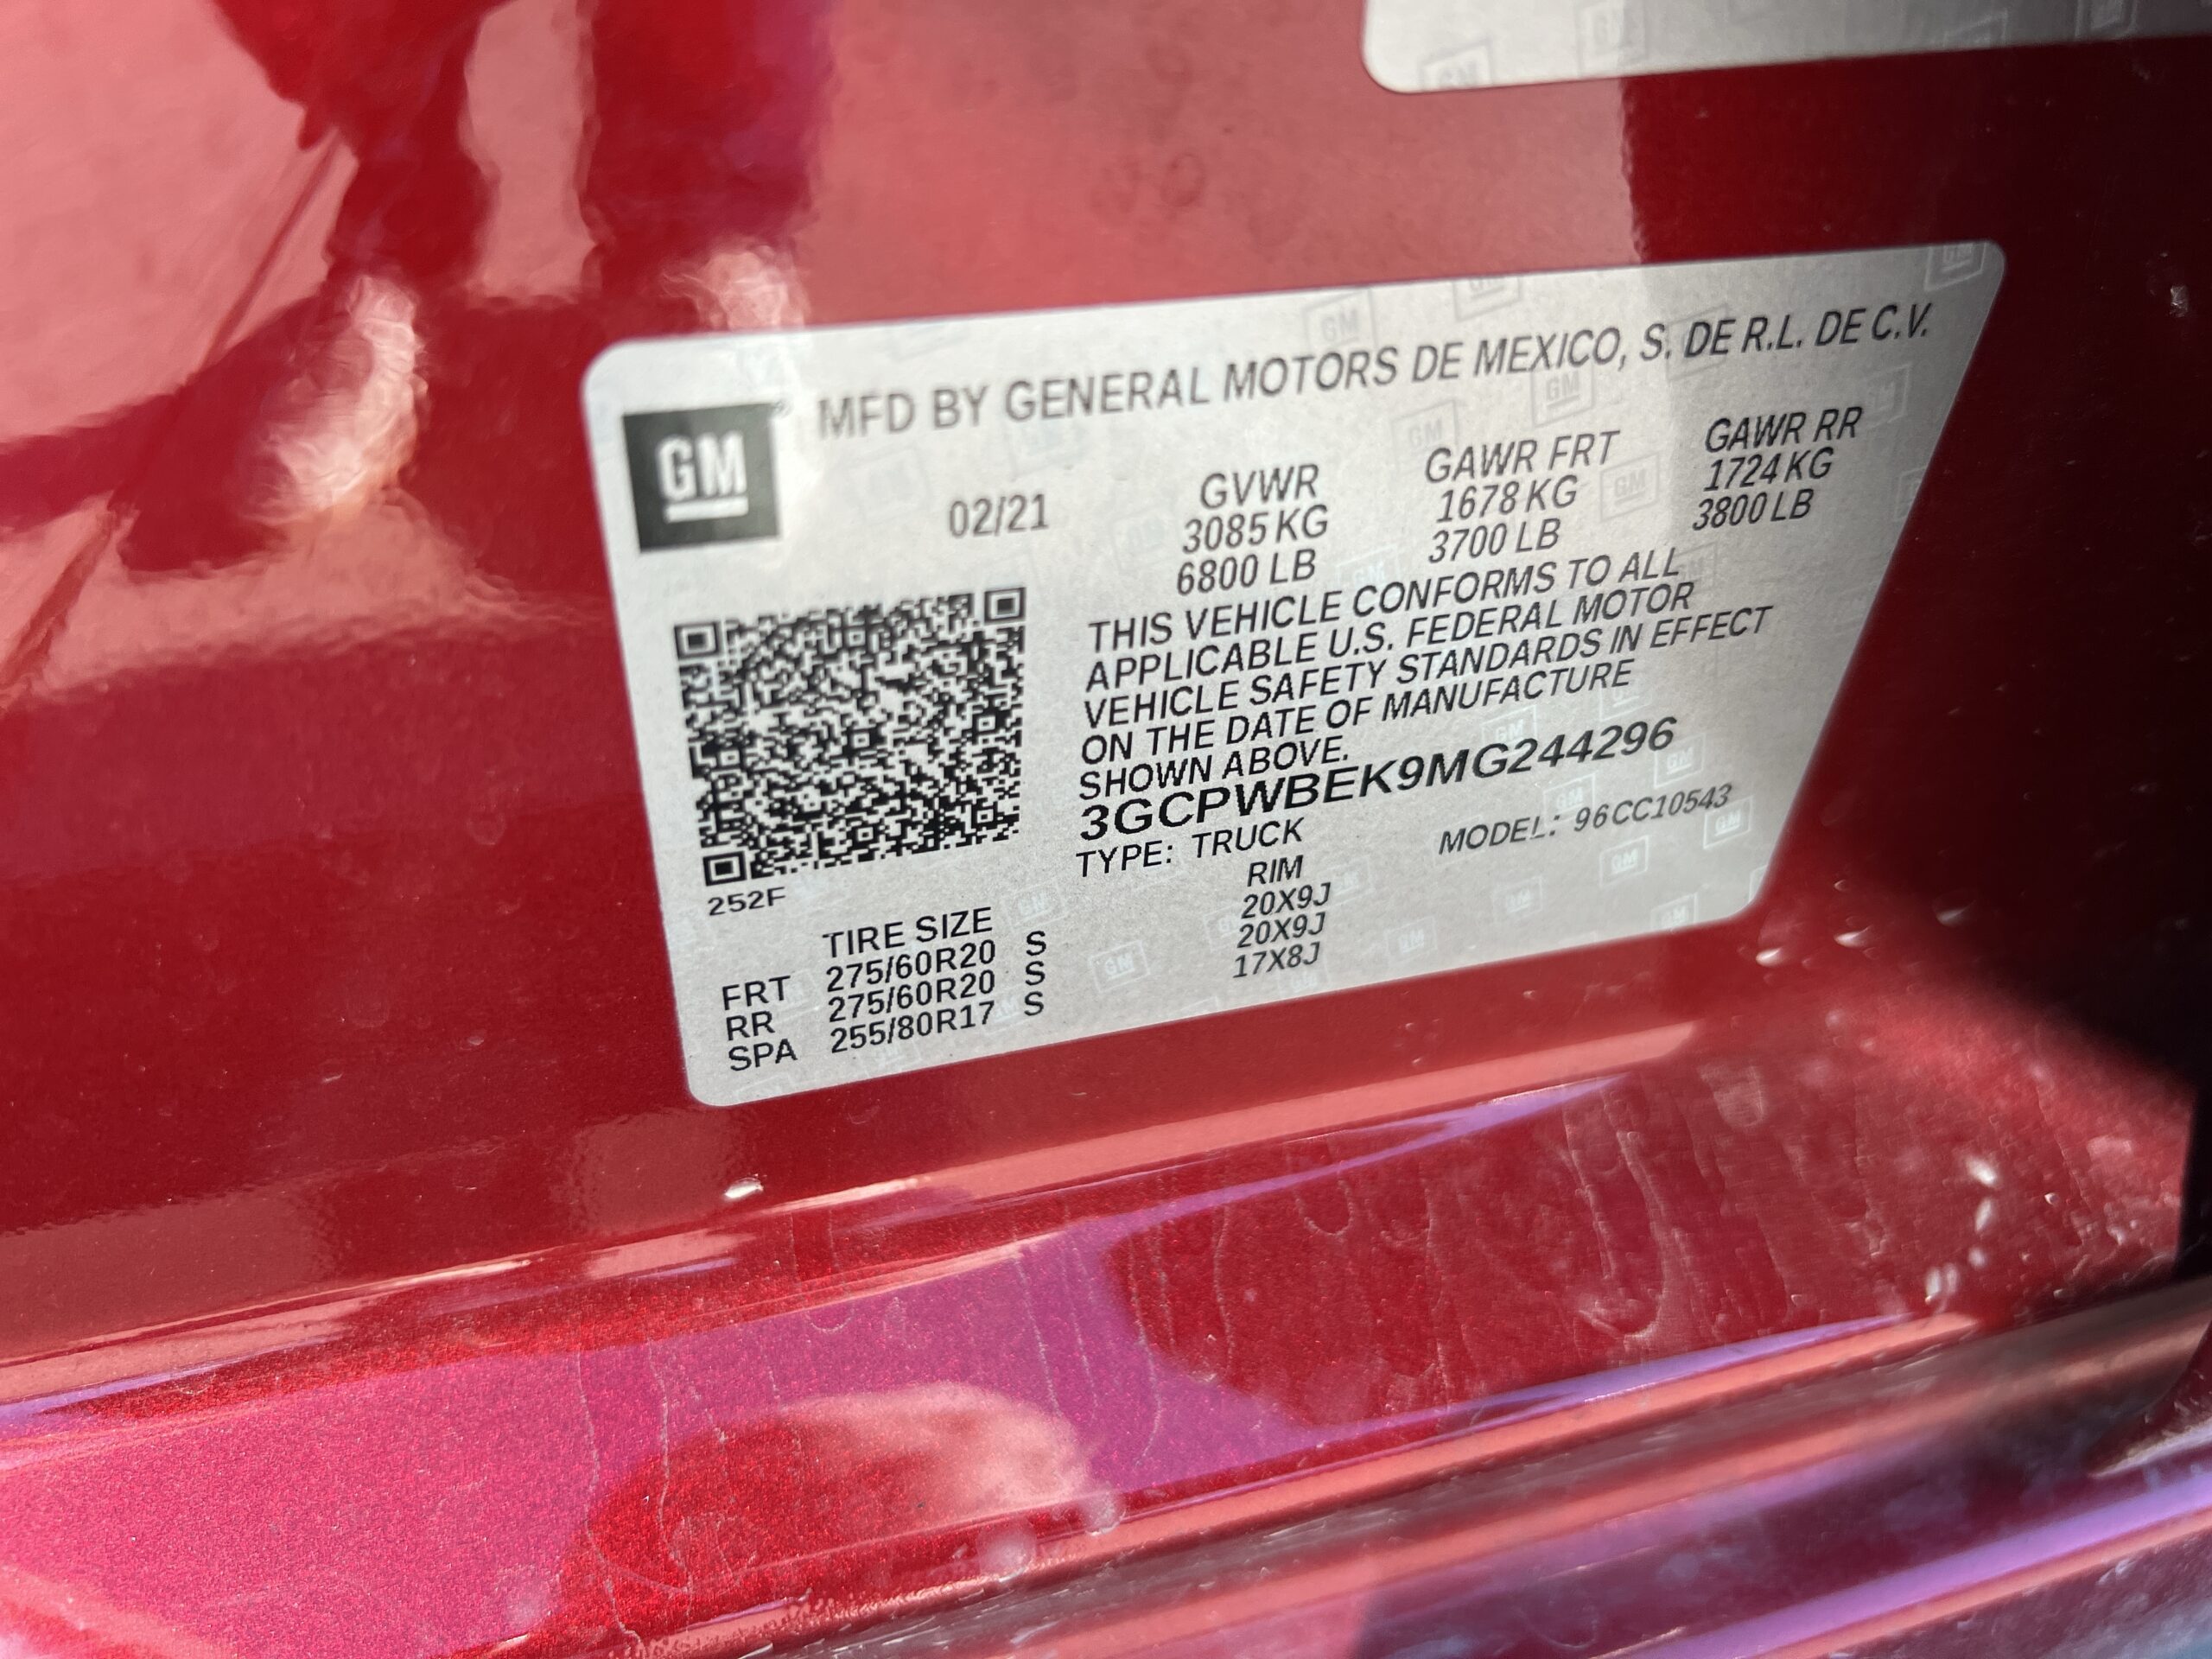 GM
MFD BY GENERAL MOTORS DE MEXICO, S. DE R.L. DE C.V.
02/21
GVWR
3085 KG
6800 LB
GAWR FRT
1678 KG
3700 LB
GAWR RR
1724 KG
3800 LB
THIS VEHICLE CONFORMS TO ALL
APPLICABLE U.S. FEDERAL MOTOR
VEHICLE SAFETY STANDARDS IN EFFECT
ON THE DATE OF MANUFACTURE
SHOWN ABOVE.
3GCPWBEK9MG244296
TYPE: TRUCK MODEL: 96CC10543
252F
TIRE SIZE RIM
FRT 275/60R20 S 20X9J
RR 275/60R20 S 20X9J
SPA 255/80R17 S 17X8J